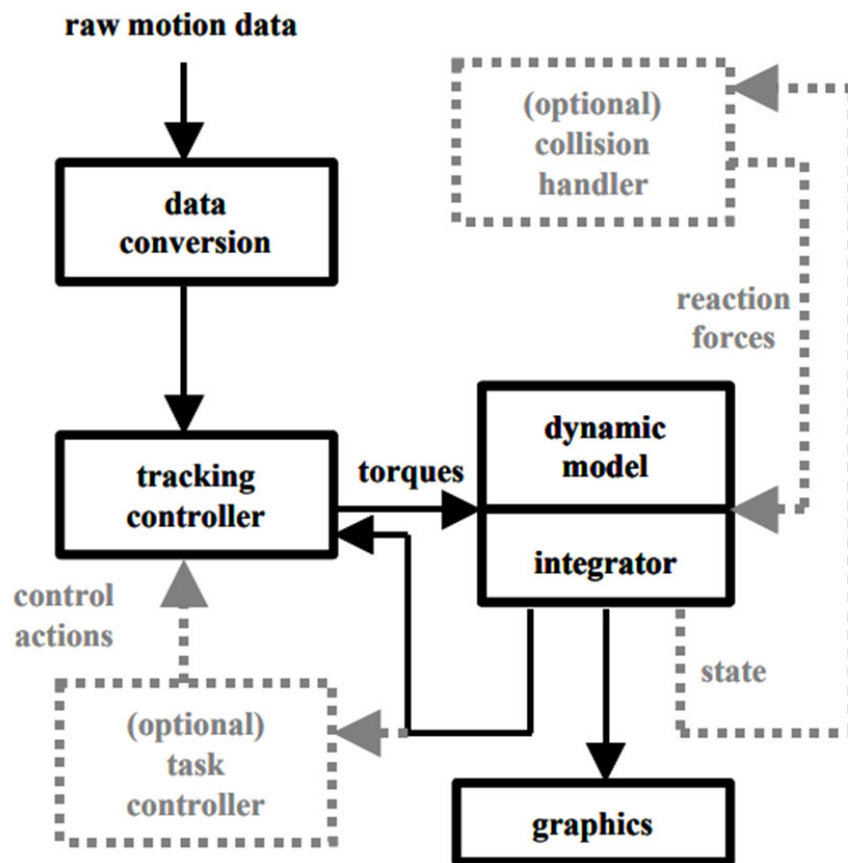 raw motion data
(optional)
collision
handler
data
conversion
reaction
forces
dynamic
model
torques
tracking
controller
integrator
control
actions
state
(optional)
task
controller
graphics